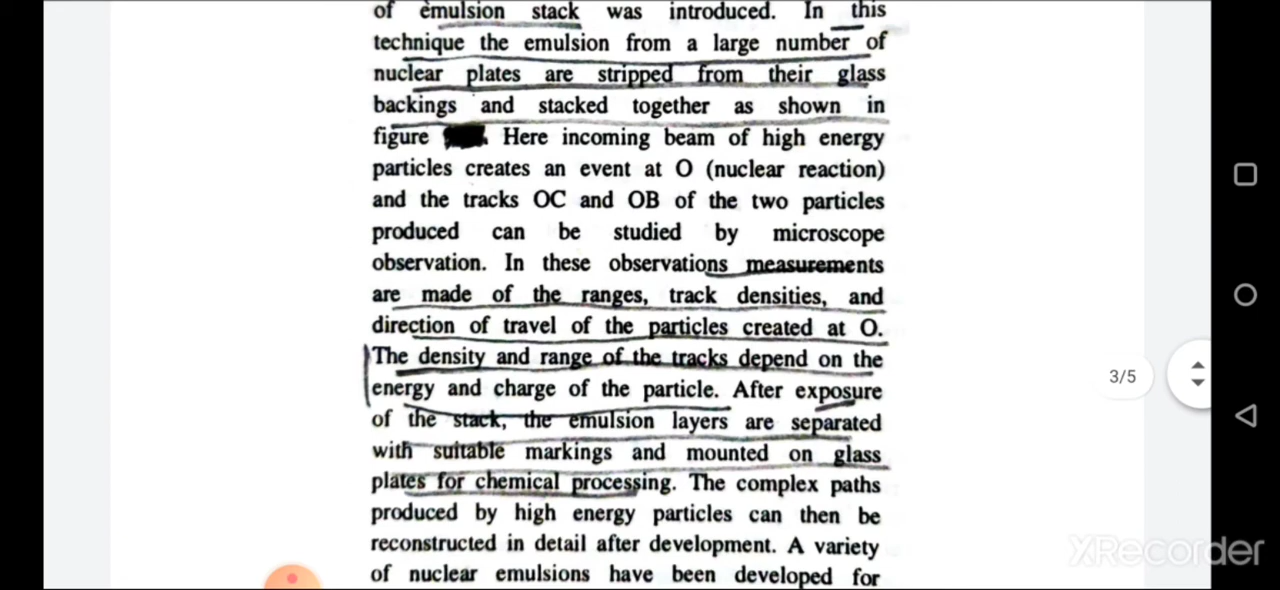 of emulsion stack was introduced. In this
technique the emulsion from a large number of
nuclear plates are stripped from their glass
backings and stacked together as shown in
figure Here incoming beam of high energy
particles creates an event at O (nuclear reaction)
and the tracks OC and OB of the two particles
produced can be studied by microscope
observation. In these observations measurements
are made of the ranges, track densities, and
direction of travel of the particles created at O.
The density and range of the tracks depend on the
energy and charge of the particle. After exposure
of the stack, the emulsion layers are separated
with suitable markings and mounted on glass
plates for chemical processing. The complex paths
produced by high energy particles can then be
reconstructed in detail after development. A variety
of nuclear emulsions have been developed for
3/5
XRecorder